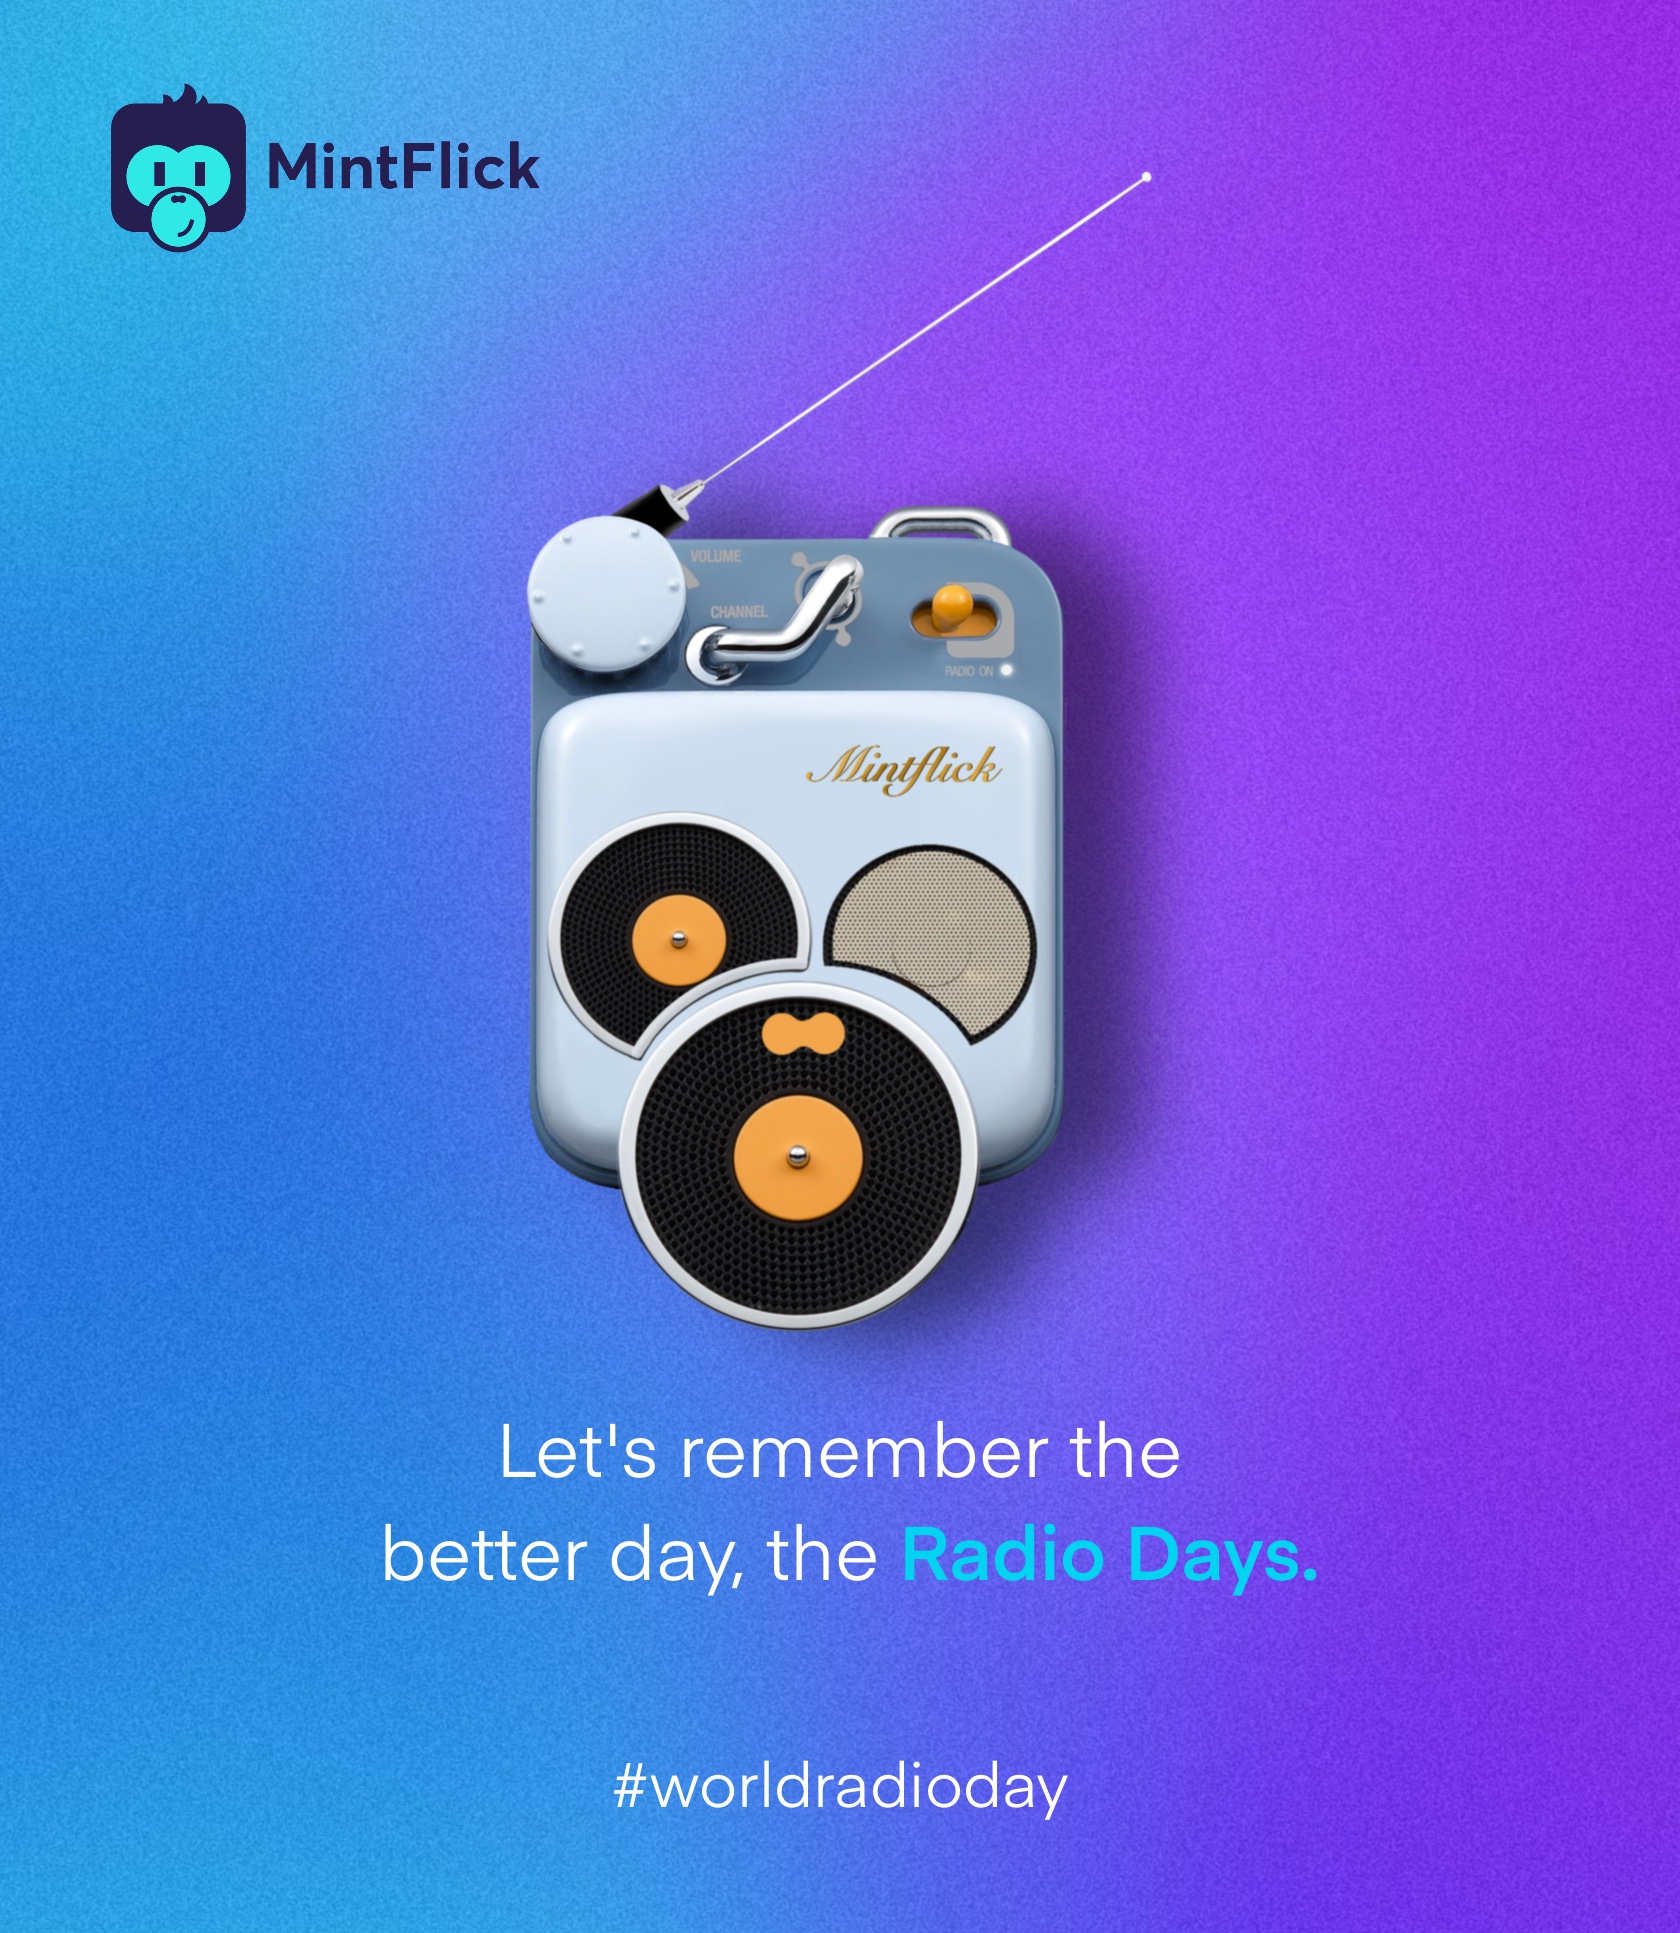 MintFlick
VOLUME
CHANNEL
RADIO ON
Mintflick
Let's remember the
better day, the Radio Days.
#worldradioday